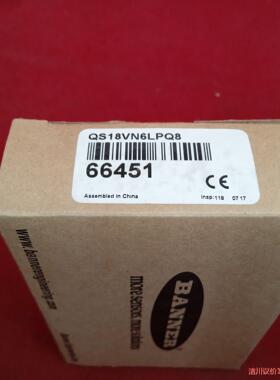 QS18VN6LPQ8
66451
Assembled in China
Insp:118 07 17
CE
www.bannerengineering.com
more sensors, more solutions
BANNER